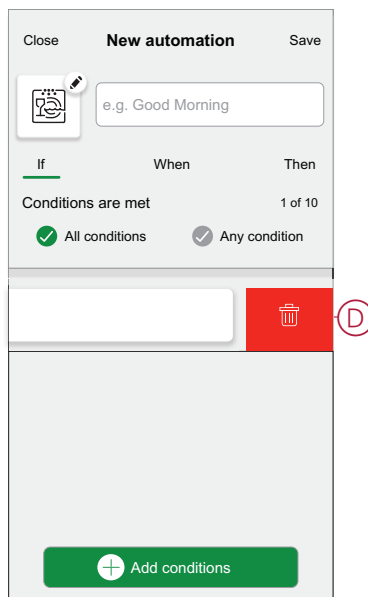 Close New automation Save
e.g. Good Morning
If When Then
Conditions are met 1 of 10
All conditions Any condition
D
Add conditions